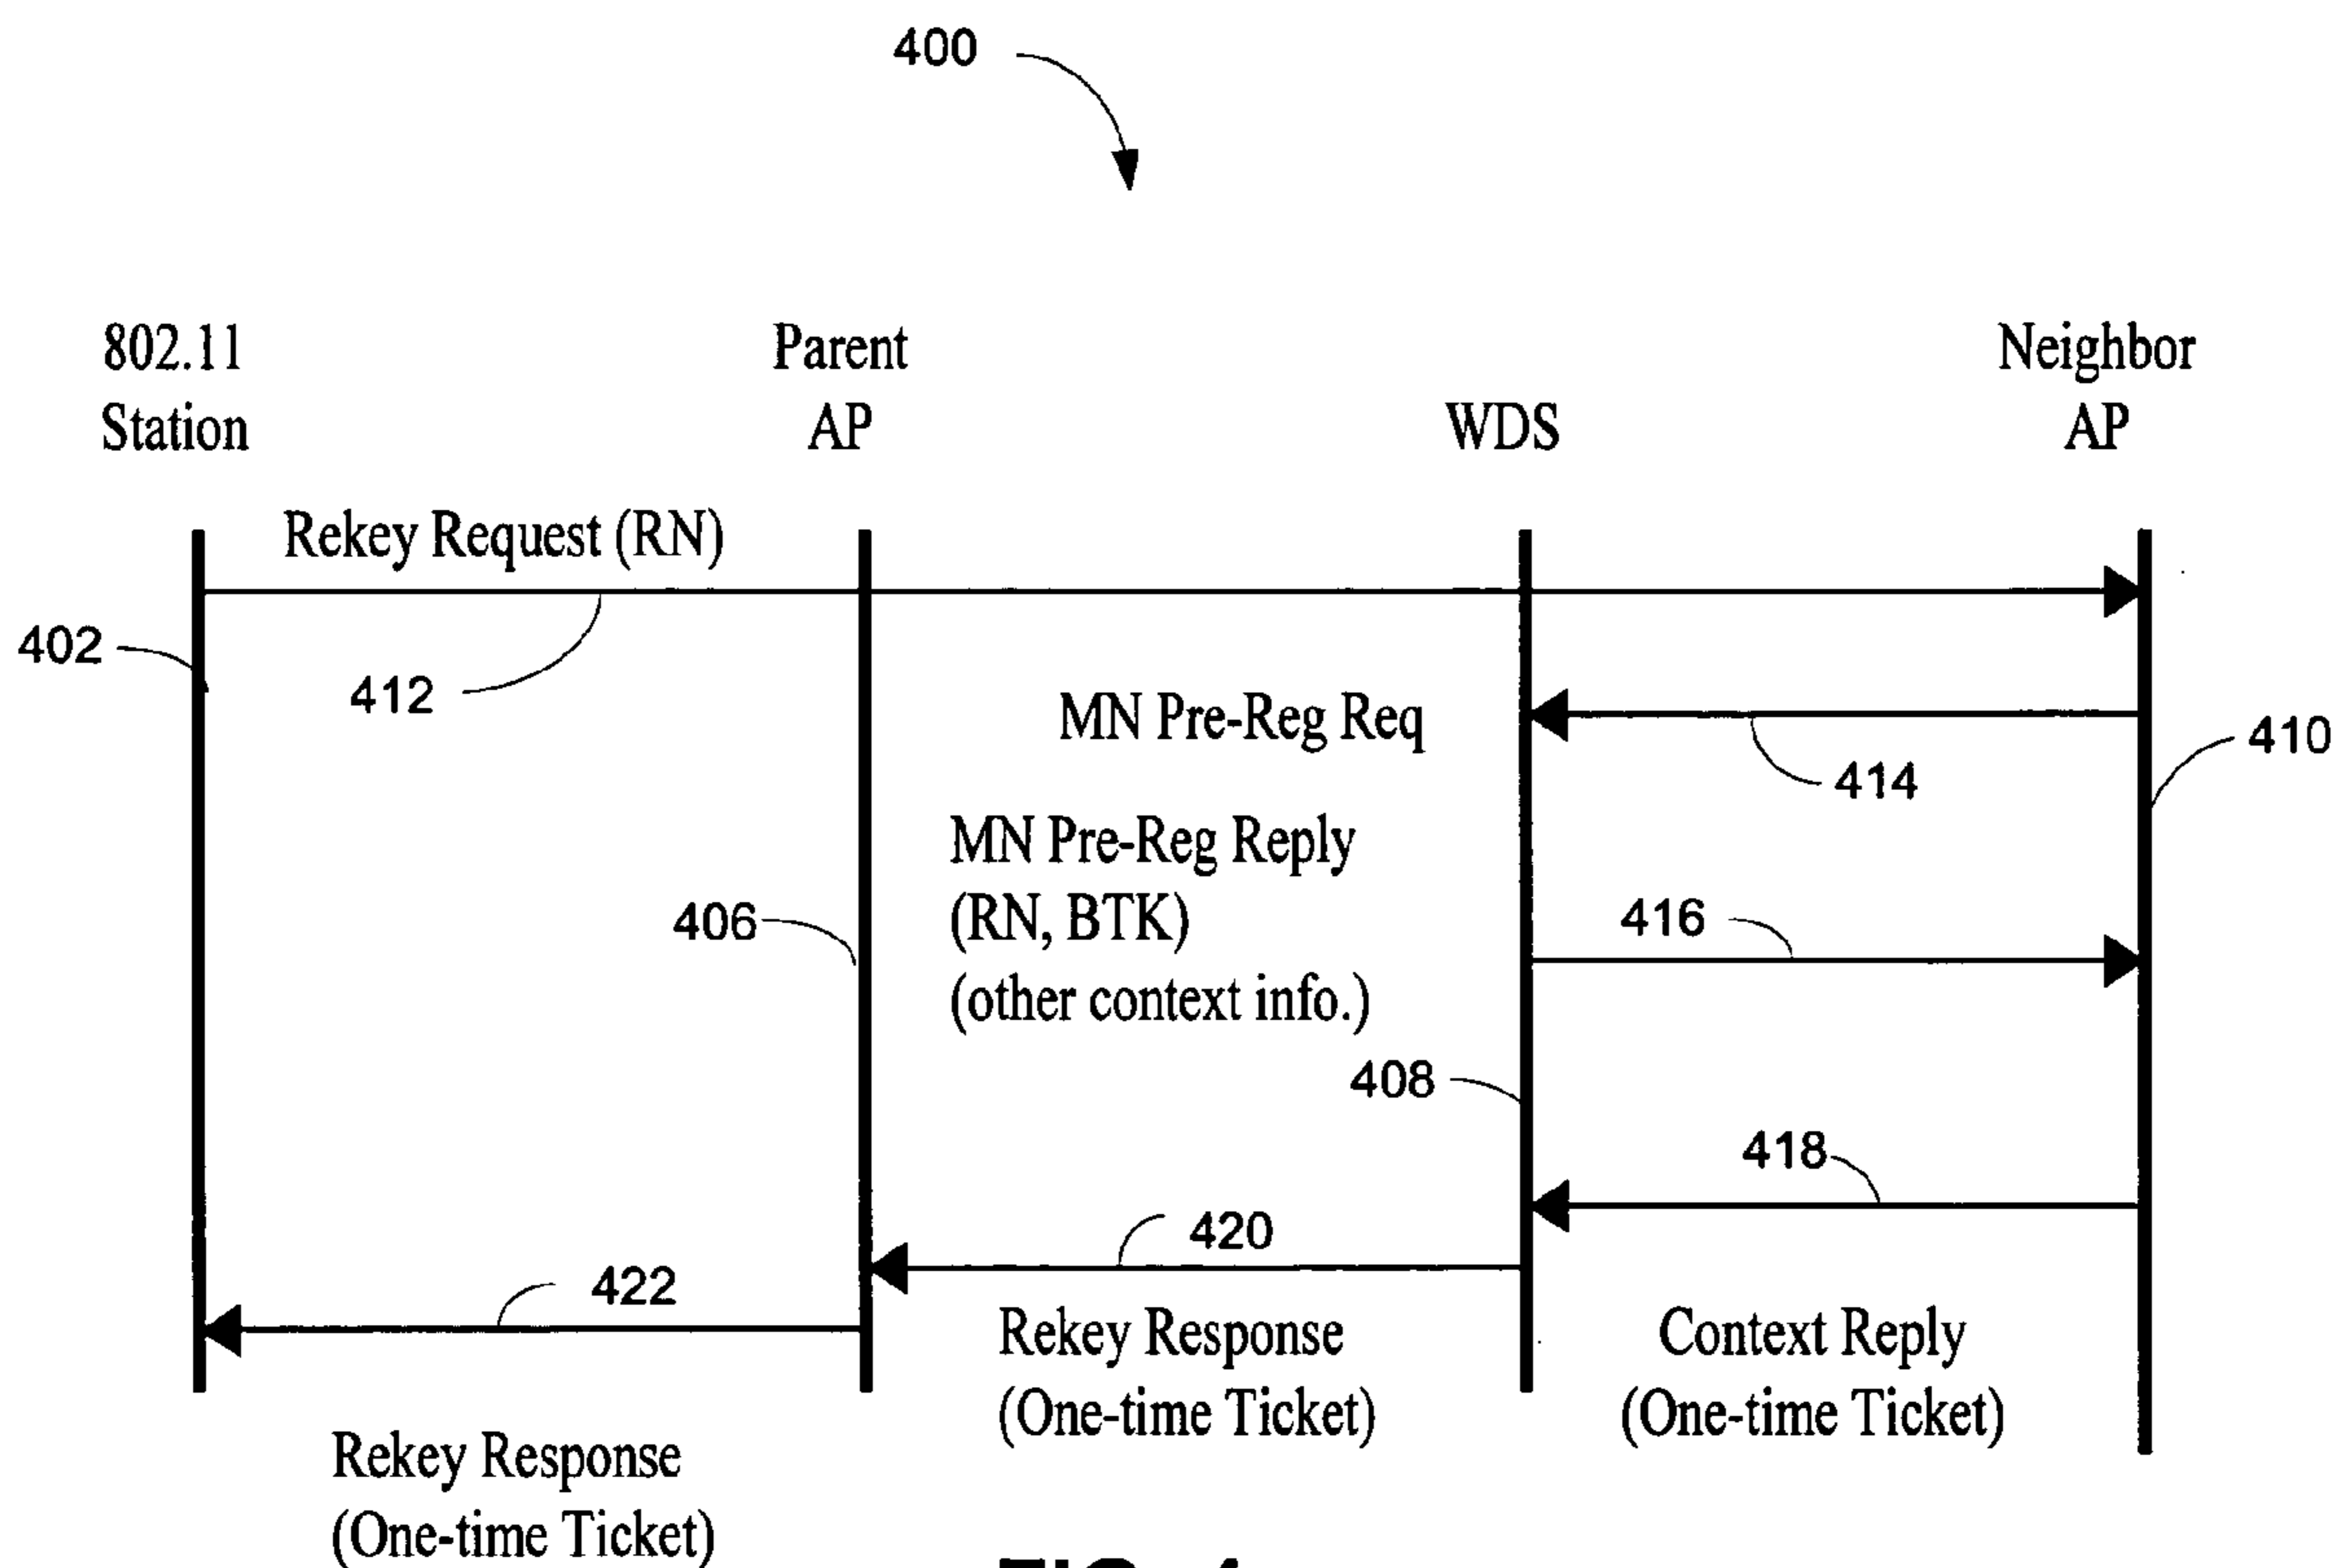 400
802.11
Station
Parent
AP
WDS
Neighbor
AP
Rekey Request (RN)
402
412
MN Pre-Reg Req
414
410
MN Pre-Reg Reply
(RN, BTK)
(other context info.)
406
416
408
418
420
422
Rekey Response
(One-time Ticket)
Context Reply
(One-time Ticket)
Rekey Response
(One-time Ticket)